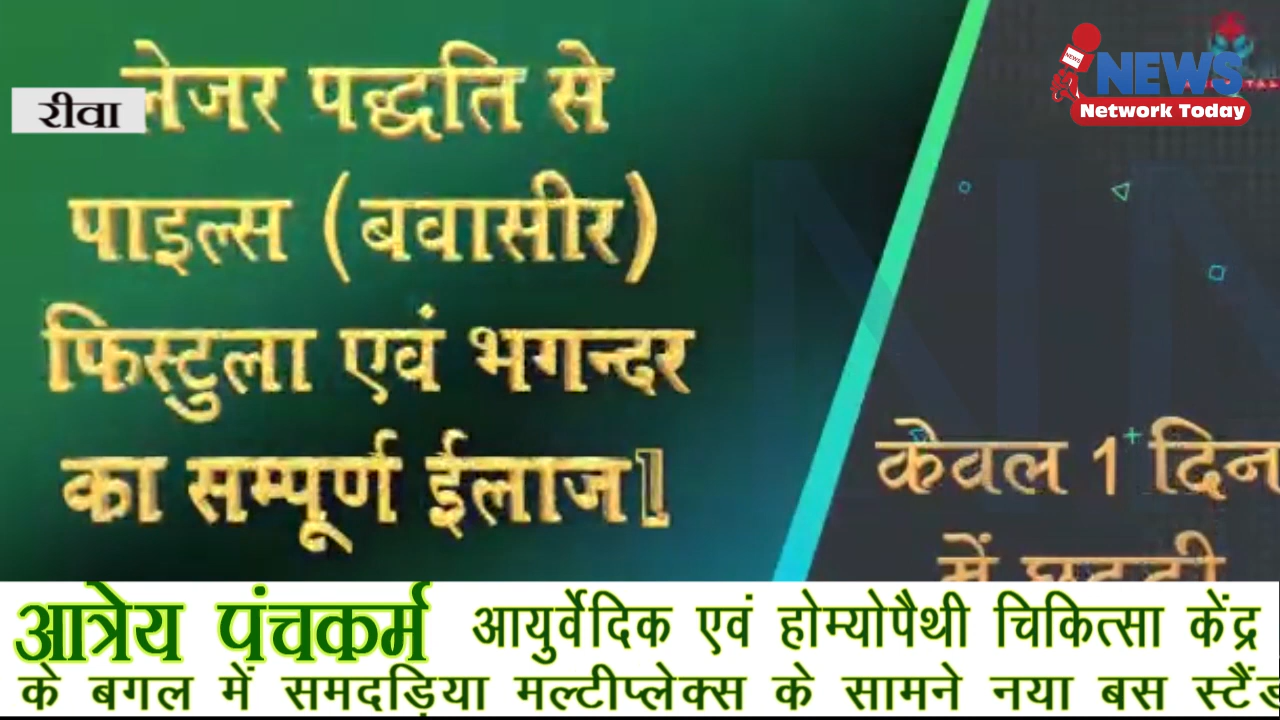 लेजर पद्धति से
रीवा
पाइल्स (बवासीर)
फिस्टुला एवं भगन्दर
का सम्पूर्ण ईलाज
NEWS
NEWS
Network Today
केवल 1 दिन
में
आत्रेय पंचकर्म आयुर्वेदिक एवं होम्योपैथी चिकित्सा केंद्र
के बगल में समदड़िया मल्टीप्लेक्स के सामने नया बस स्टैंड